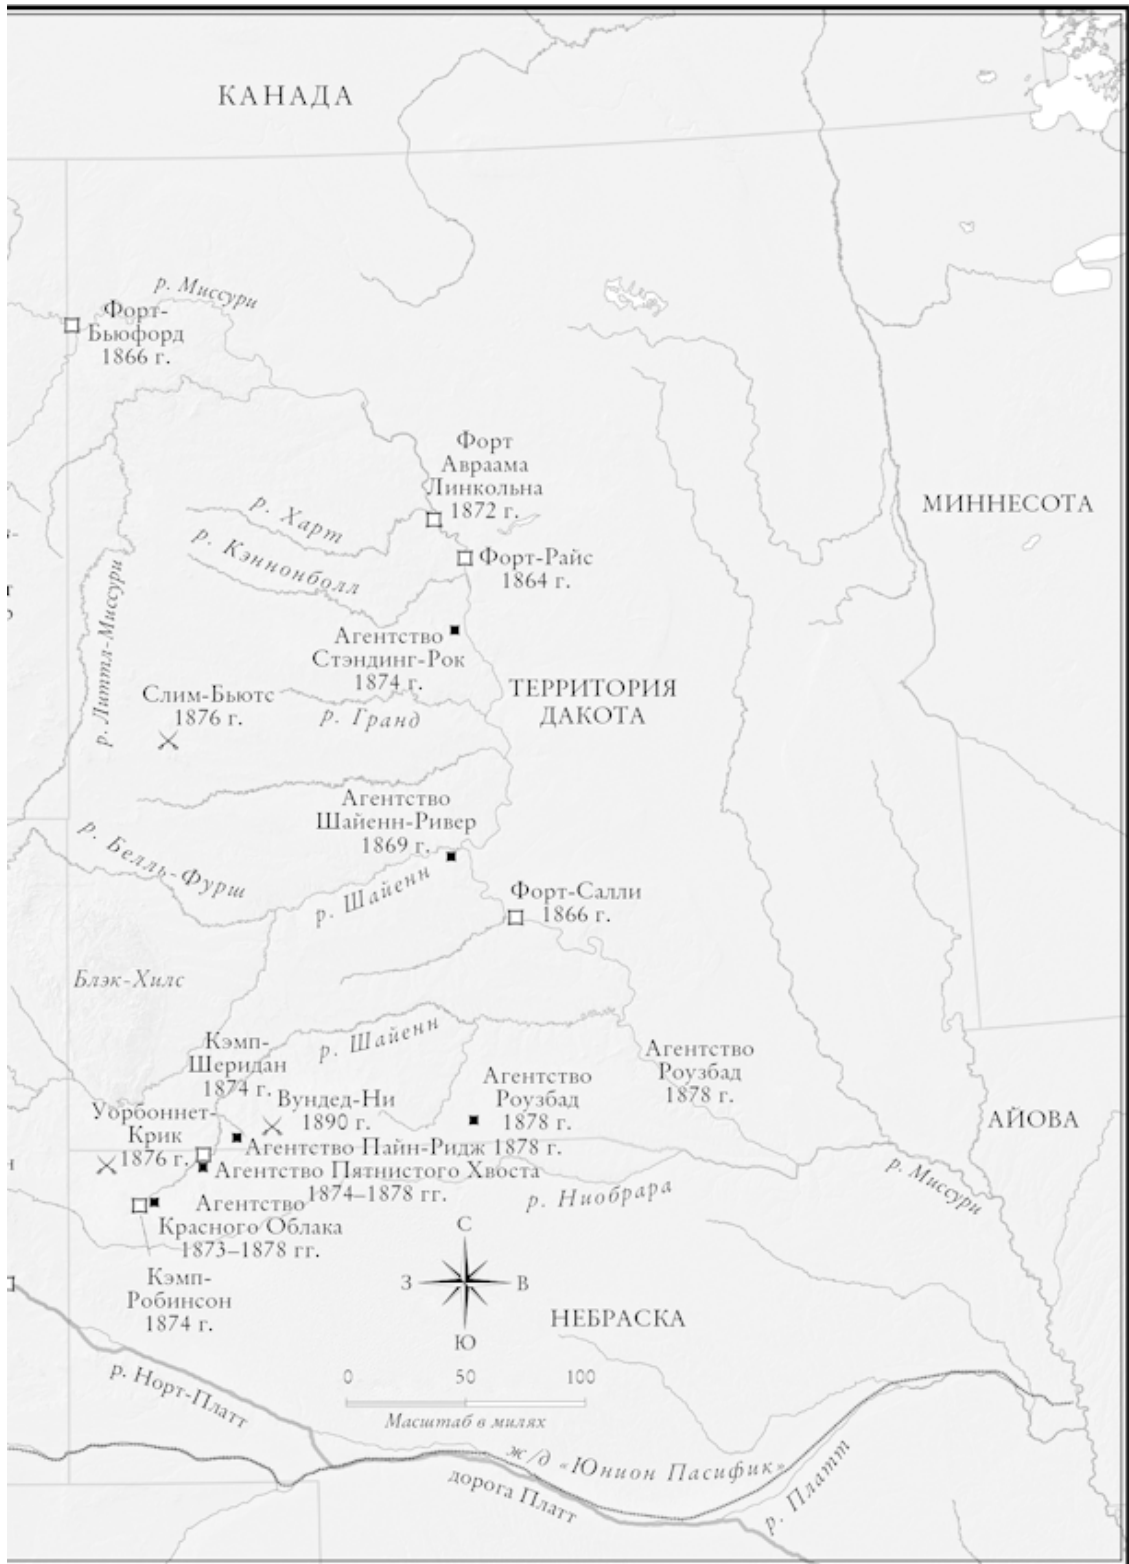 КАНАДА
р. Миссури
Форт-
Бьюфорд
1866 г.
Форт
Авраама
Линкольна
1872 г.
МИННЕСОТА
р. Харт
р. Кэннонболл
Форт-Райс
1864 г.
р. Литтл-Миссури
Агентство
Стэндинг-Рок
1874 г.
ТЕРРИТОРИЯ
ДАКОТА
Слим-Бьютс
1876 г.
р. Гранд
Агентство
Шайенн-Ривер
1869 г.
р. Белль-Фурш
р. Шайенн
Форт-Салли
1866 г.
Блэк-Хилс
р. Шайенн
Кэмп-
Шеридан
1874 г.
Агентство
Роузбад
1878 г.
Агентство
Роузбад
1878 г.
Вундед-Ни
1890 г.
Уорбоннет-
Крик
1876 г.
АЙОВА
Агентство Пайн-Ридж 1878 г.
Агентство Пятнистого Хвоста
1874–1878 гг.
р. Ниобрара
р. Миссури
Агентство
Красного Облака
1873–1878 гг.
Кэмп-
Робинсон
1874 г.
С
З
В
Ю
НЕБРАСКА
0 50 100
Масштаб в милях
р. Норт-Платт
ж/д «Юнион Пасифик»
дорога Платт
р. Платт